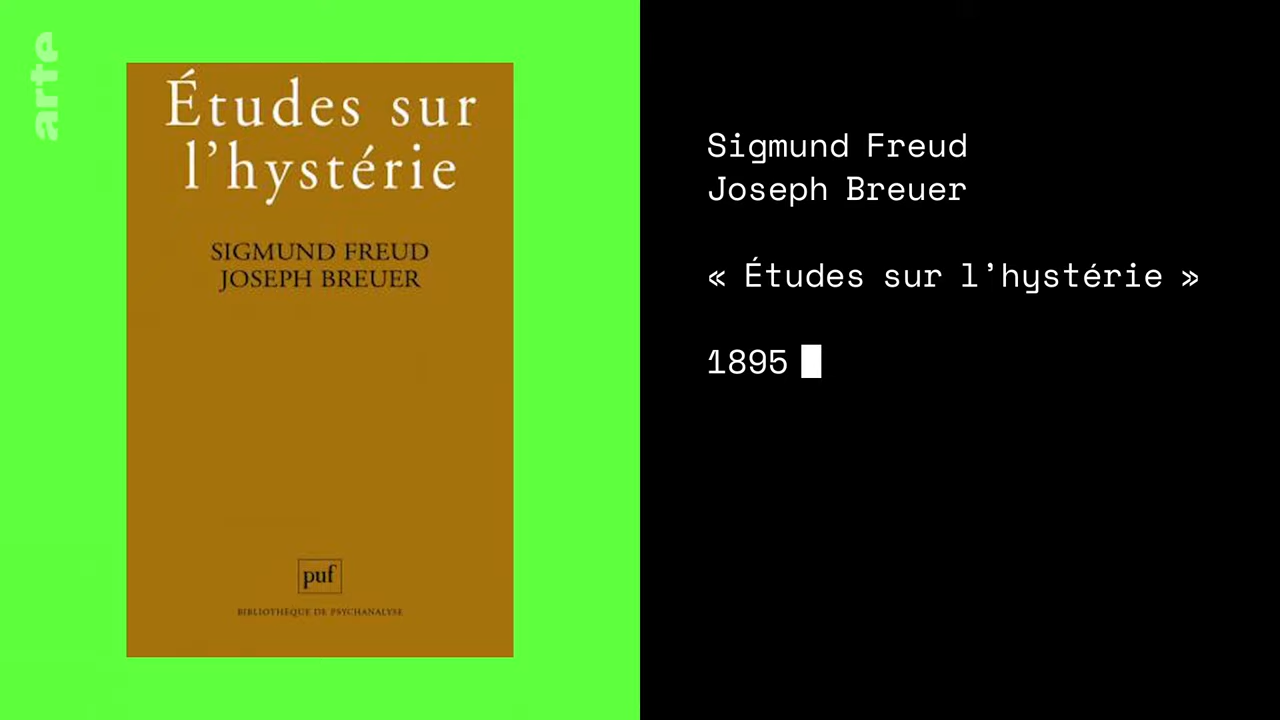 arte
Études sur
l’hystérie
SIGMUND FREUD
JOSEPH BREUER
puf
BIBLIOTHÈQUE DE PSYCHANALYSE
Sigmund Freud
Joseph Breuer
« Études sur l’hystérie »
1895